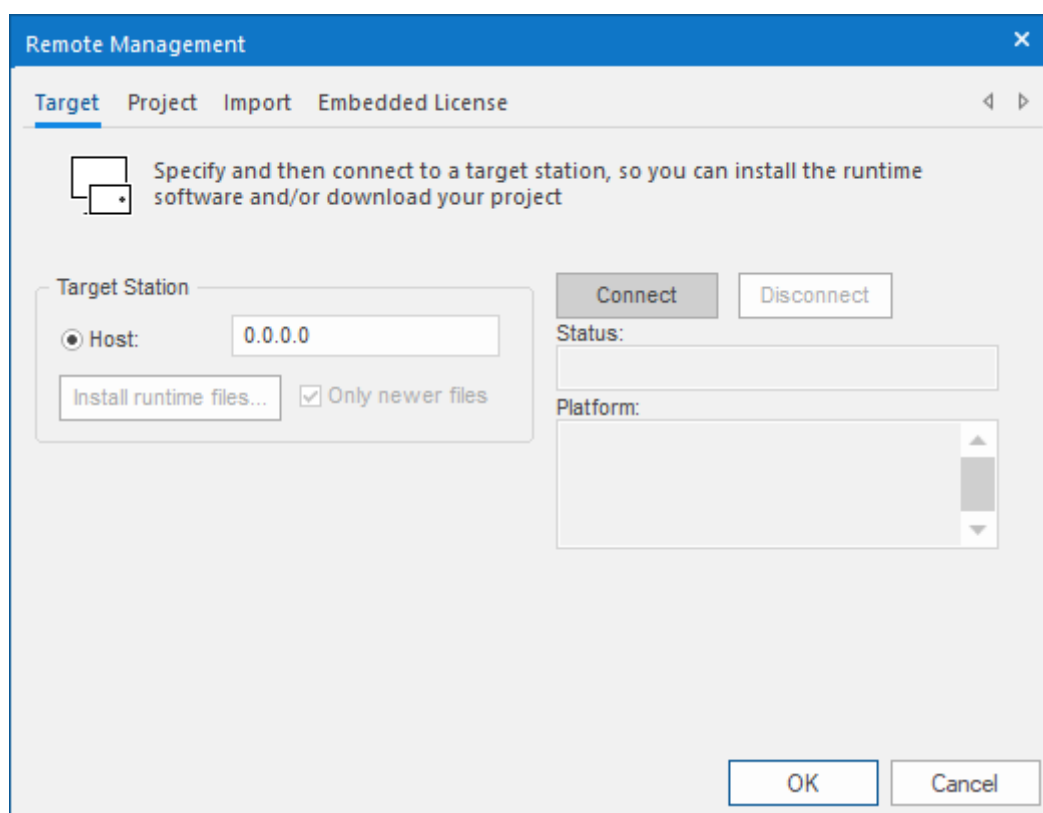 Remote Management
Target Project Import Embedded License
Specify and then connect to a target station, so you can install the runtime
software and/or download your project
Target Station
Host: 0.0.0.0
Install runtime files... Only newer files
Connect Disconnect
Status:
Platform:
OK Cancel